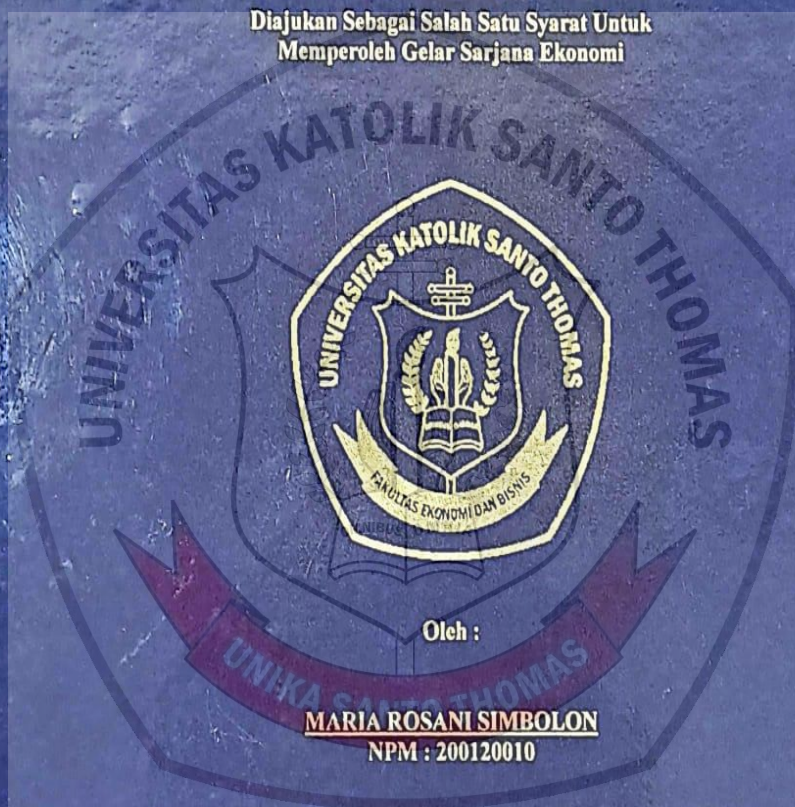 Diajukan Sebagai Salah Satu Syarat Untuk
Memperoleh Gelar Sarjana Ekonomi
UNIVERSITAS KATOLIK SANTO THOMAS
UNIVERSITAS KATOLIK SANTO THOMAS
FAKULTAS EKONOMI DAN BISNIS
Oleh :
UNIKA SANTO THOMAS
MARIA ROSANI SIMBOLON
NPM : 200120010